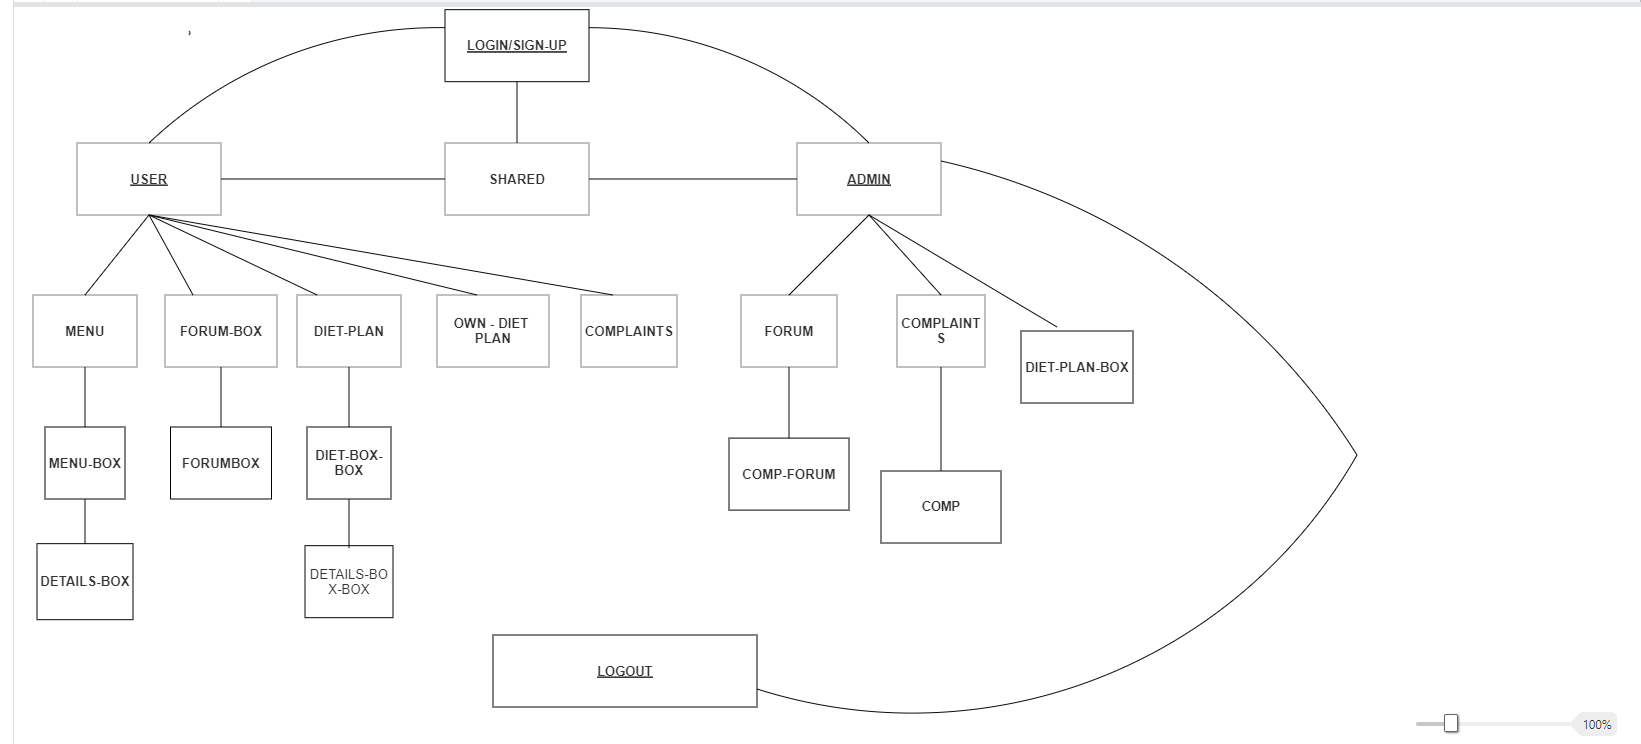 LOGIN/SIGN-UP
USER
SHARED
ADMIN
MENU
FORUM-BOX
DIET-PLAN
OWN - DIET
PLAN
COMPLAINTS
FORUM
COMPLAINT
S
DIET-PLAN-BOX
MENU-BOX
FORUMBOX
DIET-BOX-
BOX
COMP-FORUM
COMP
DETAILS-BOX
DETAILS-BO
X-BOX
LOGOUT
100%